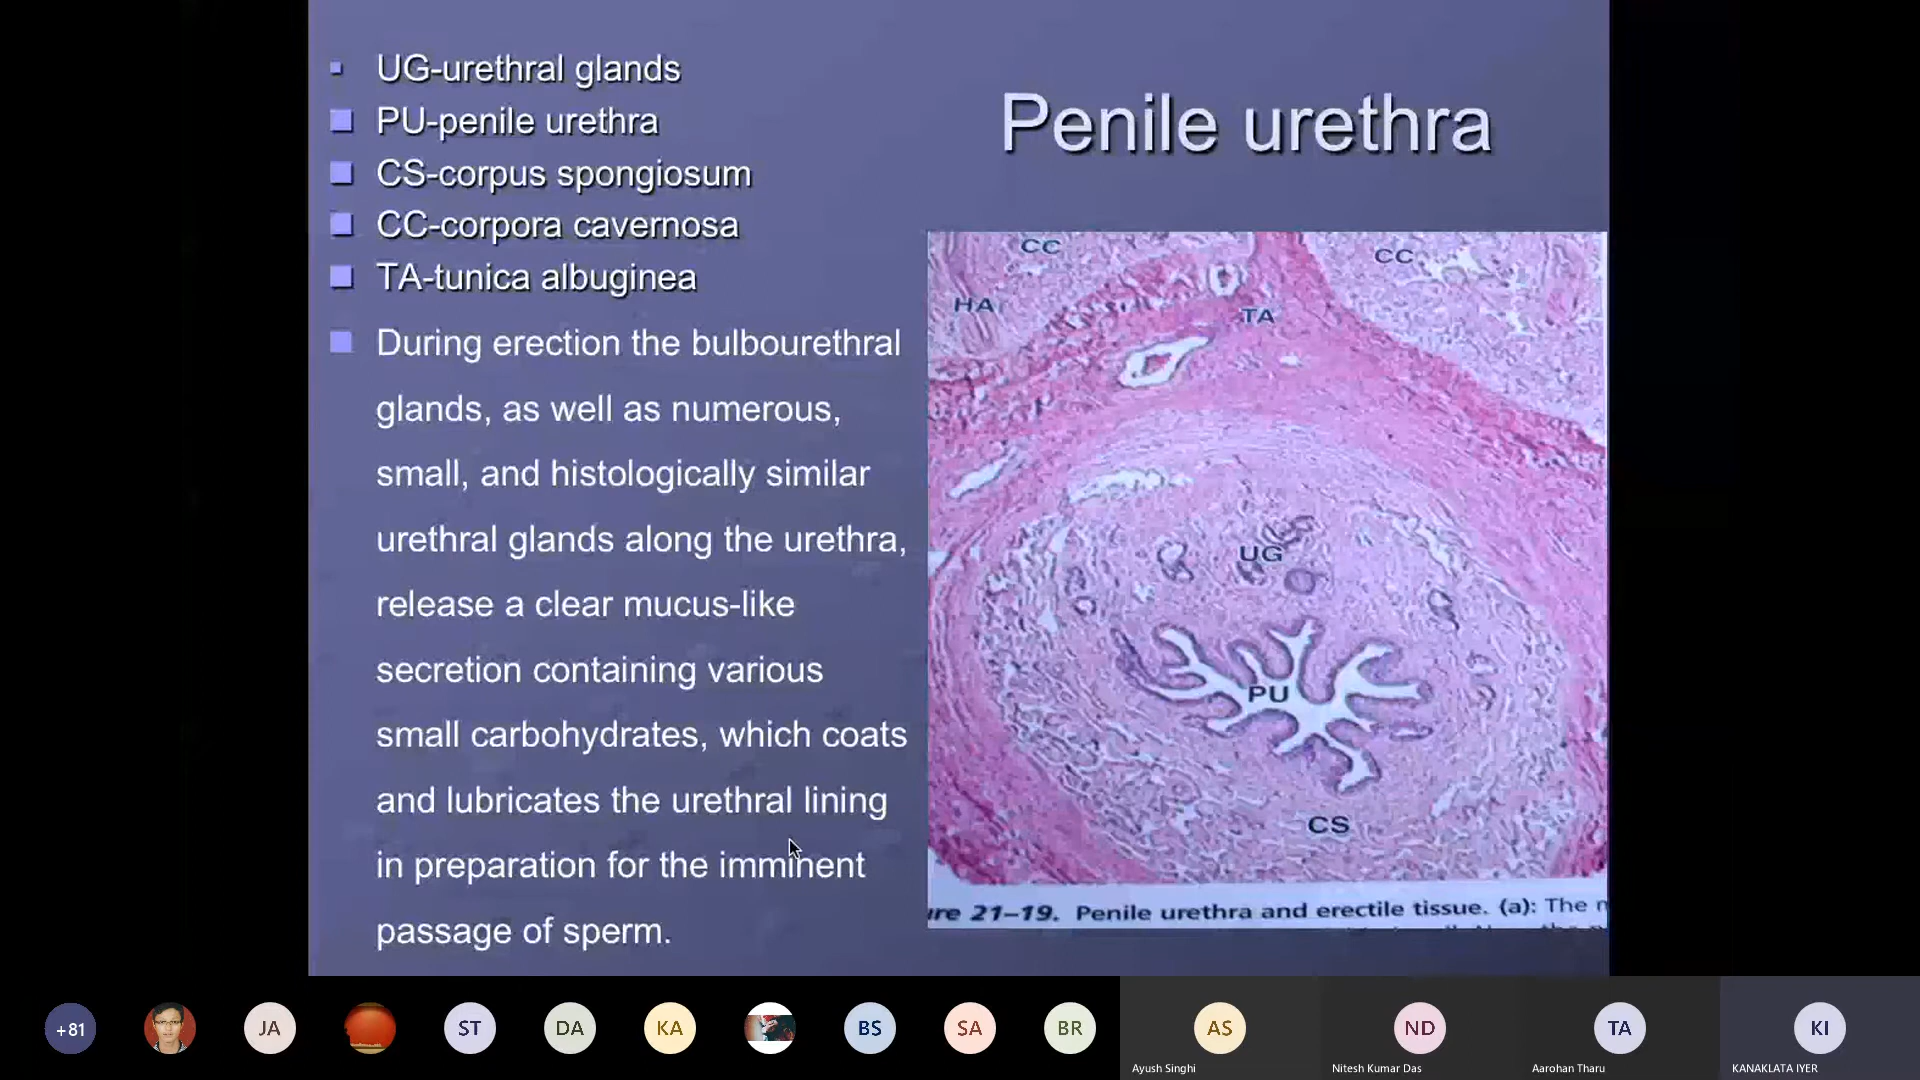 UG-urethral glands
PU-penile urethra
CS-corpus spongiosum
CC-corpora cavernosa
TA-tunica albuginea
During erection the bulbourethral
glands, as well as numerous,
small, and histologically similar
urethral glands along the urethra,
release a clear mucus-like
secretion containing various
small carbohydrates, which coats
and lubricates the urethral lining
in preparation for the imminent
passage of sperm.
Penile urethra
CC
CC
HA
TA
UG
PU
CS
ure 21–19. Penile urethra and erectile tissue. (a): The
+81
JA
ST
DA
KA
BS
SA
BR
AS
ND
TA
KI
Ayush Singhi
Nitesh Kumar Das
Aarohan Tharu
KANAKLATA IYER